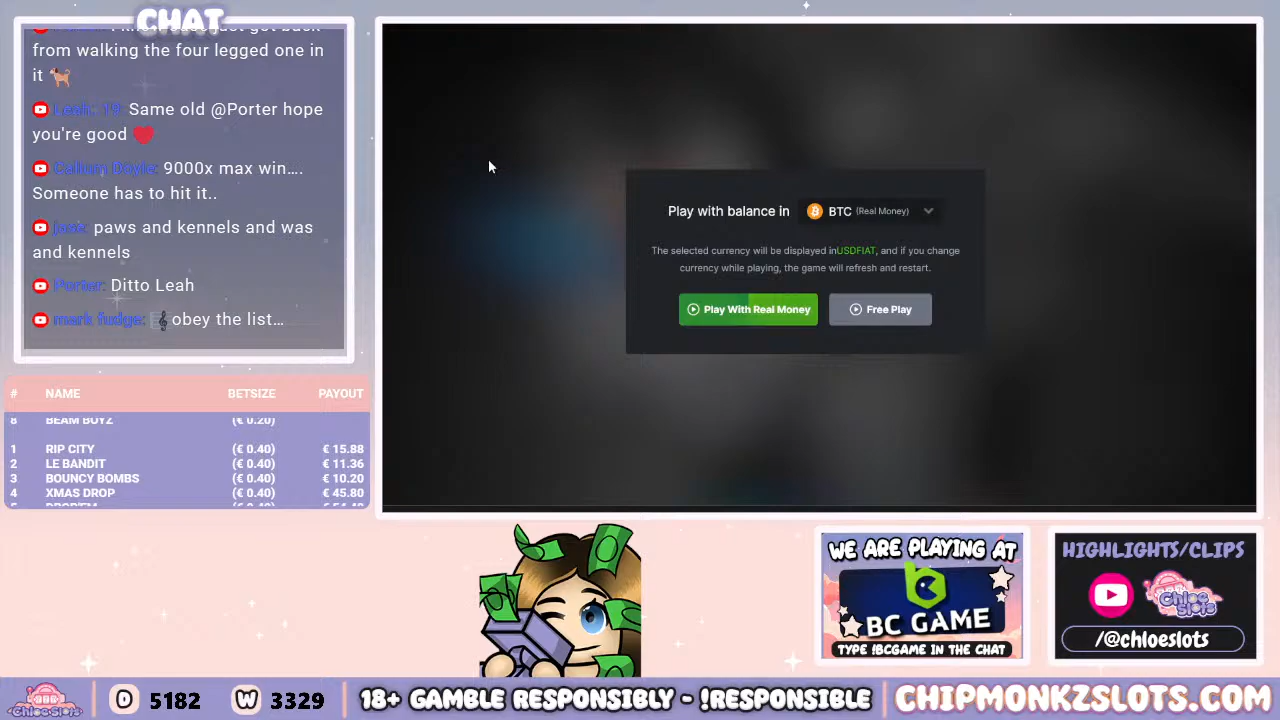 CHAT
from walking the four legged one in
it
Leah: 19: Same old @Porter hope
you're good
Callum Doyle: 9000x max win....
Someone has to hit it..
paws and kennels and was
and kennels
Porter: Ditto Leah
mark fudge: obey the list…
# NAME BETSIZE PAYOUT
8 BEAM BOYZ (€ 0.20)
1 RIP CITY (€ 0.40) € 15.88
2 LE BANDIT (€ 0.40) € 11.36
3 BOUNCY BOMBS (€ 0.40) € 10.20
4 XMAS DROP (€ 0.40) € 45.80
Play with balance in BTC (Real Money)
The selected currency will be displayed inUSDFIAT, and if you change
currency while playing, the game will refresh and restart.
Play With Real Money Free Play
WE ARE PLAYING AT
BC GAME
TYPE !BCGAME IN THE CHAT
HIGHLIGHTS/CLIPS
Chloe Slots
/@chloeslots
Chloe Slots D 5182 W 3329 18+ GAMBLE RESPONSIBLY - !RESPONSIBLE CHIPMONKZSLOTS.COM